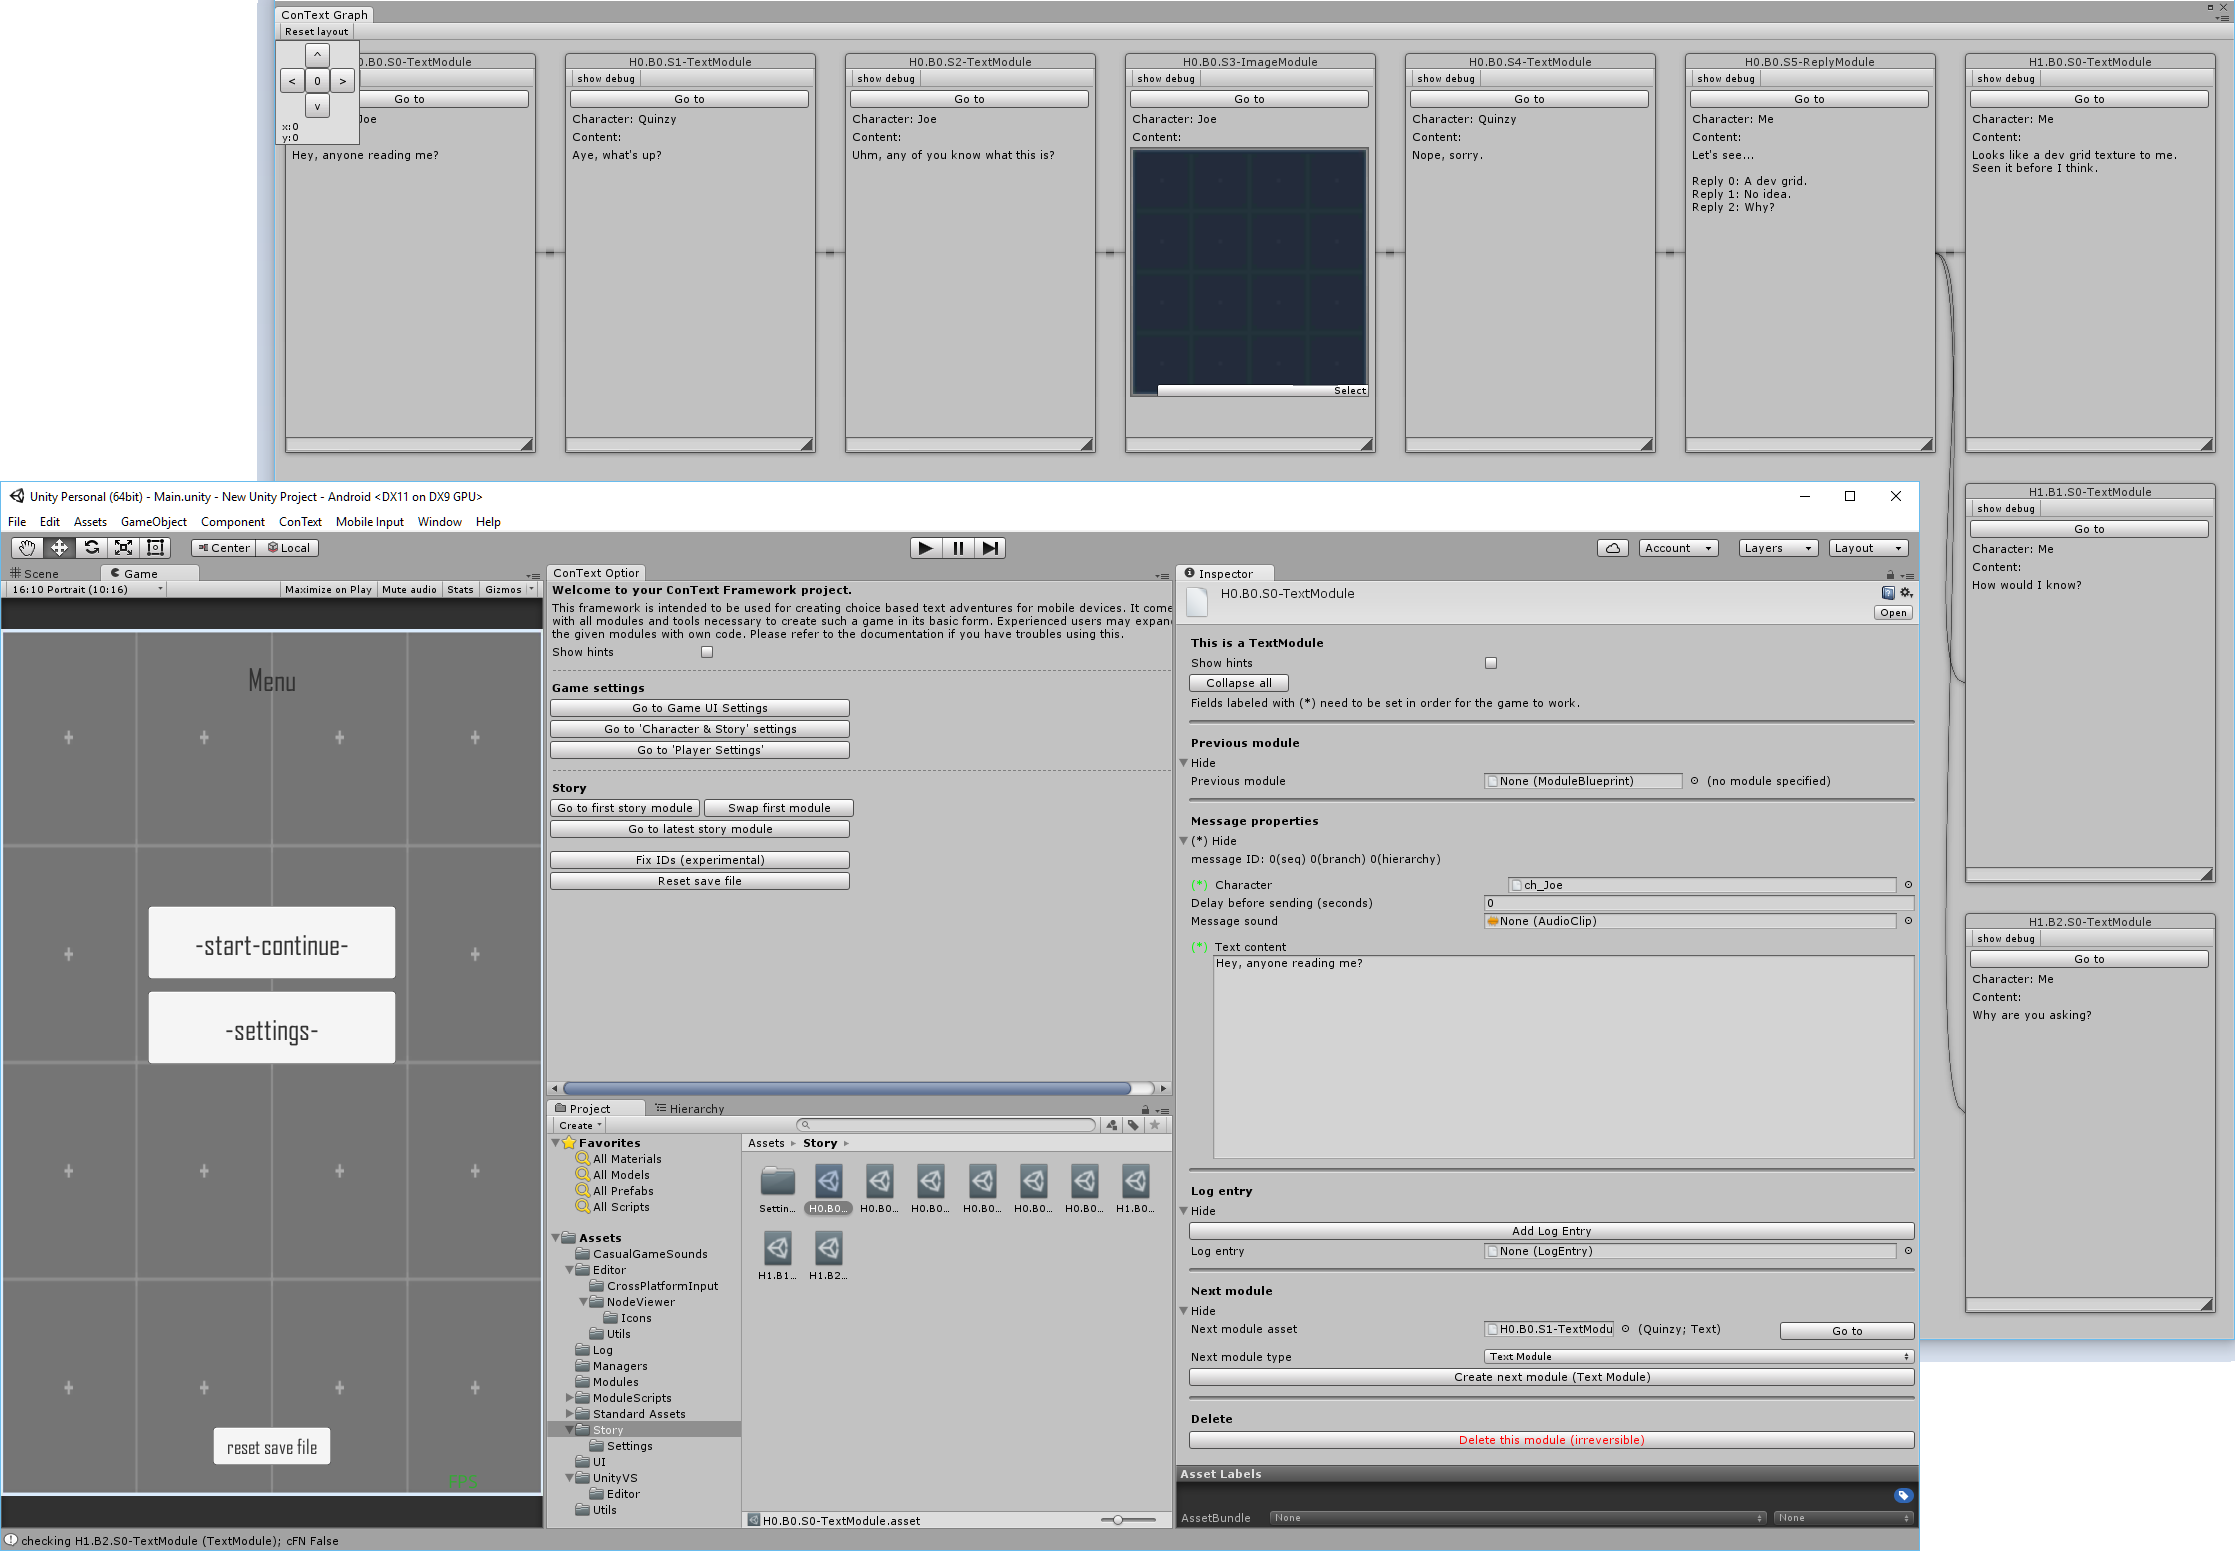 ConText Graph
Reset layout
^
< 0 >
v
x:0
y:0
0.B0.S0-TextModule
Go to
Joe
Hey, anyone reading me?
H0.B0.S1-TextModule
show debug
Go to
Character: Quinzy
Content:
Aye, what's up?
H0.B0.S2-TextModule
show debug
Go to
Character: Joe
Content:
Uhm, any of you know what this is?
H0.B0.S3-ImageModule
show debug
Go to
Character: Joe
Content:
Select
H0.B0.S4-TextModule
show debug
Go to
Character: Quinzy
Content:
Nope, sorry.
H0.B0.S5-ReplyModule
show debug
Go to
Character: Me
Content:
Let's see...
Reply 0: A dev grid.
Reply 1: No idea.
Reply 2: Why?
H1.B0.S0-TextModule
show debug
Go to
Character: Me
Content:
Looks like a dev grid texture to me.
Seen it before I think.
H1.B1.S0-TextModule
show debug
Go to
Character: Me
Content:
How would I know?
H1.B2.S0-TextModule
show debug
Go to
Character: Me
Content:
Why are you asking?
Unity Personal (64bit) - Main.unity - New Unity Project - Android <DX11 on DX9 GPU>
File Edit Assets GameObject Component ConText Mobile Input Window Help
Center Local
Account Layers Layout
Scene Game
16:10 Portrait (10:16) Maximize on Play Mute audio Stats Gizmos
Menu
-start-continue-
-settings-
reset save file
FPS
ConText Optior
Welcome to your ConText Framework project.
This framework is intended to be used for creating choice based text adventures for mobile devices. It come
with all modules and tools necessary to create such a game in its basic form. Experienced users may expan
the given modules with own code. Please refer to the documentation if you have troubles using this.
Show hints
Game settings
Go to Game UI Settings
Go to 'Character & Story' settings
Go to 'Player Settings'
Story
Go to first story module Swap first module
Go to latest story module
Fix IDs (experimental)
Reset save file
Project Hierarchy
Create
Favorites
All Materials
All Models
All Prefabs
All Scripts
Assets
CasualGameSounds
Editor
CrossPlatformInput
NodeViewer
Icons
Utils
Log
Managers
Modules
ModuleScripts
Standard Assets
Story
Settings
UI
UnityVS
Editor
Utils
Assets Story
Settin... H0.B0... H0.B0... H0.B0... H0.B0... H0.B0... H0.B0... H1.B0...
H1.B1... H1.B2...
H0.B0.S0-TextModule.asset
Inspector
H0.B0.S0-TextModule
Open
This is a TextModule
Show hints
Collapse all
Fields labeled with (*) need to be set in order for the game to work.
Previous module
Hide
Previous module None (ModuleBlueprint) (no module specified)
Message properties
(*) Hide
message ID: 0(seq) 0(branch) 0(hierarchy)
(*) Character ch_Joe
Delay before sending (seconds) 0
Message sound None (AudioClip)
(*) Text content
Hey, anyone reading me?
Log entry
Hide
Add Log Entry
Log entry None (LogEntry)
Next module
Hide
Next module asset H0.B0.S1-TextModu (Quinzy; Text) Go to
Next module type Text Module
Create next module (Text Module)
Delete
Delete this module (irreversible)
Asset Labels
AssetBundle None None
checking H1.B2.S0-TextModule (TextModule); cFN False